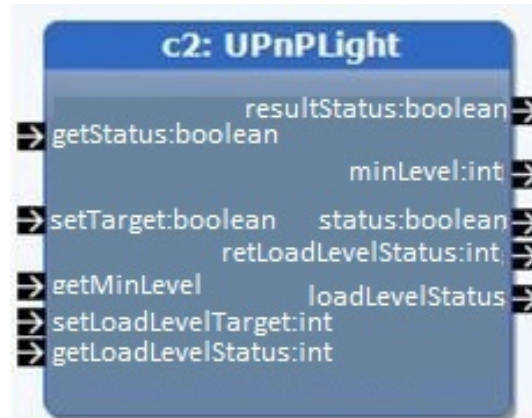 c2: UPnPLight
resultStatus:boolean
getStatus:boolean
minLevel:int
setTarget:boolean status:boolean
retLoadLevelStatus:int
getMinLevel loadLevelStatus
setLoadLevelTarget:int
getLoadLevelStatus:int